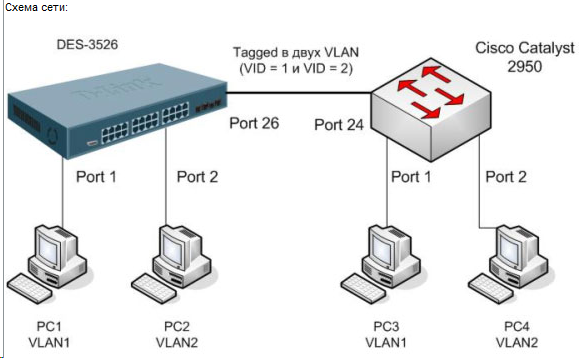 Схема сети:
DES-3526
Tagged в двух VLAN
(VID = 1 и VID = 2)
Cisco Catalyst
2950
D-Link
Port 26
Port 24
Port 1
Port 2
Port 1
Port 2
PC1
VLAN1
PC2
VLAN2
PC3
VLAN1
PC4
VLAN2